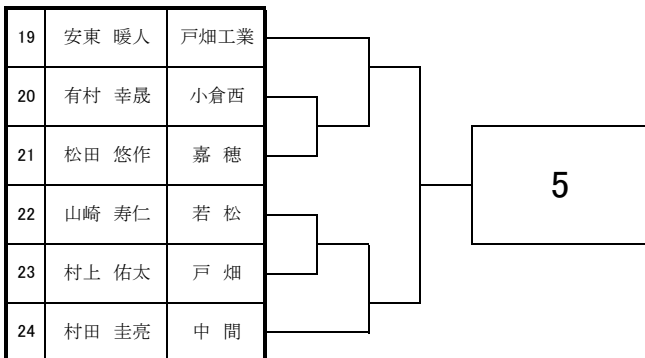 19 安東 暖人 戸畑工業
20 有村 幸晟 小倉西
21 松田 悠作 嘉 穂
22 山崎 寿仁 若 松
23 村上 佑太 戸 畑
24 村田 圭亮 中 間
5